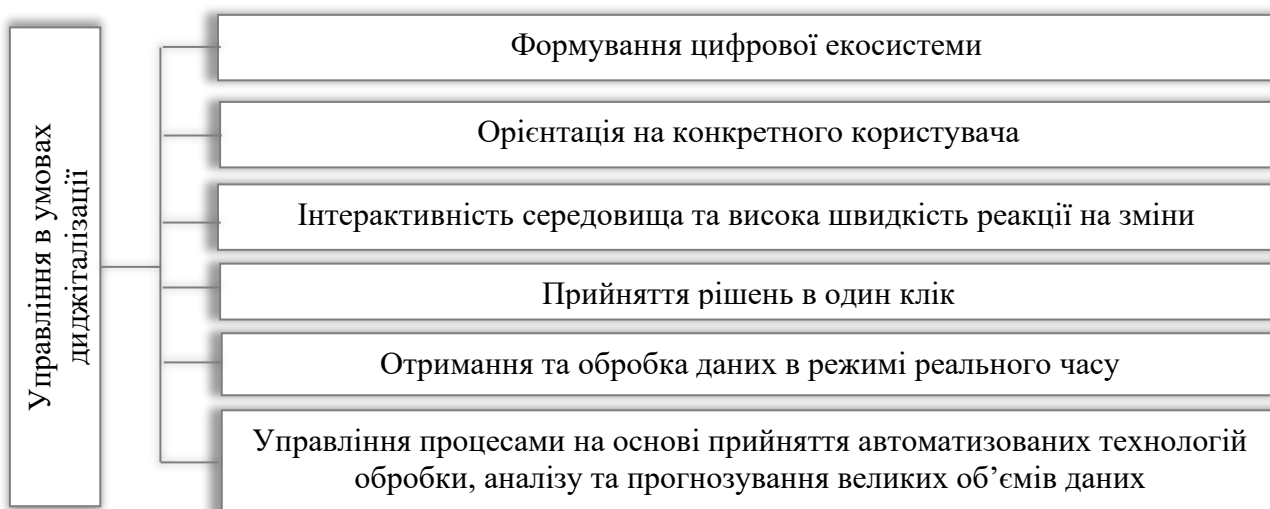 Управління в умовах
диджіталізації
Формування цифрової екосистеми
Орієнтація на конкретного користувача
Інтерактивність середовища та висока швидкість реакції на зміни
Прийняття рішень в один клік
Отримання та обробка даних в режимі реального часу
Управління процесами на основі прийняття автоматизованих технологій
обробки, аналізу та прогнозування великих об’ємів даних